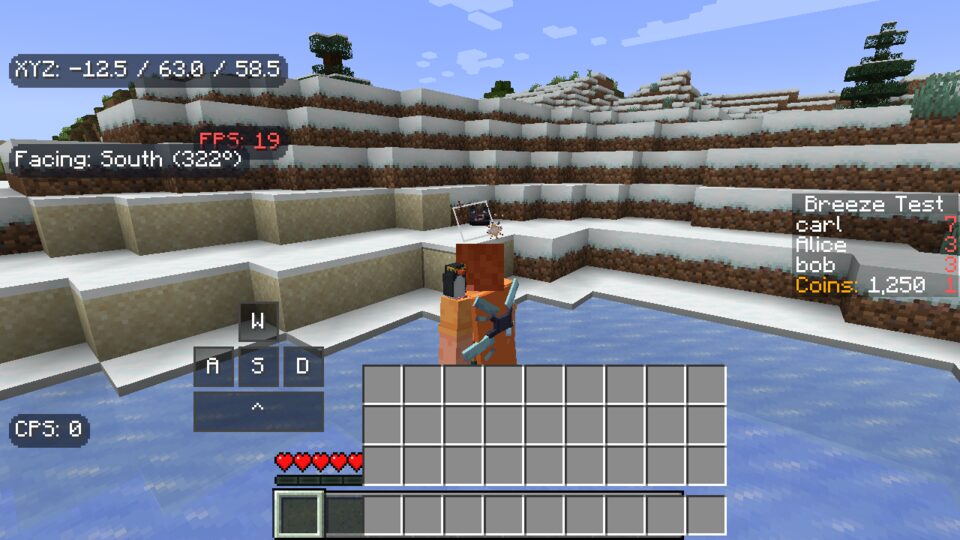 XYZ: -12.5 / 63.0 / 58.5
FPS: 19
Facing: South (322°)
Breeze Test
carl 7
Alice 3
bob 3
Coins: 1,250 1
W
A S D
^
CPS: 0